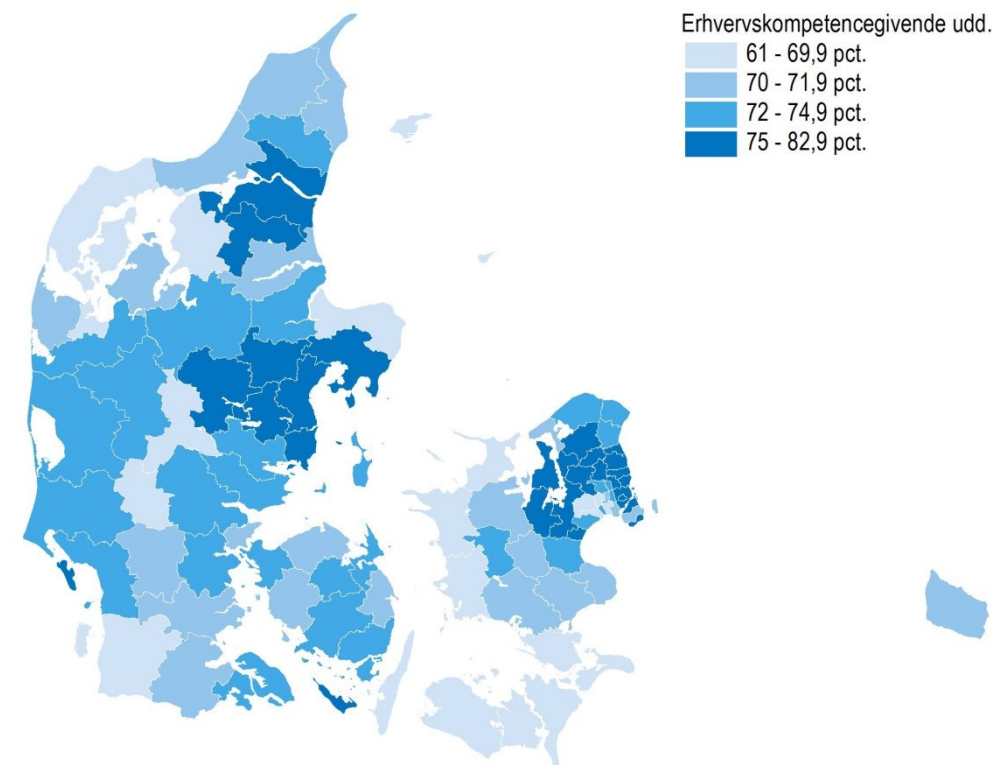 Erhvervskompetencegivende udd.
61 - 69,9 pct.
70 - 71,9 pct.
72 - 74,9 pct.
75 - 82,9 pct.